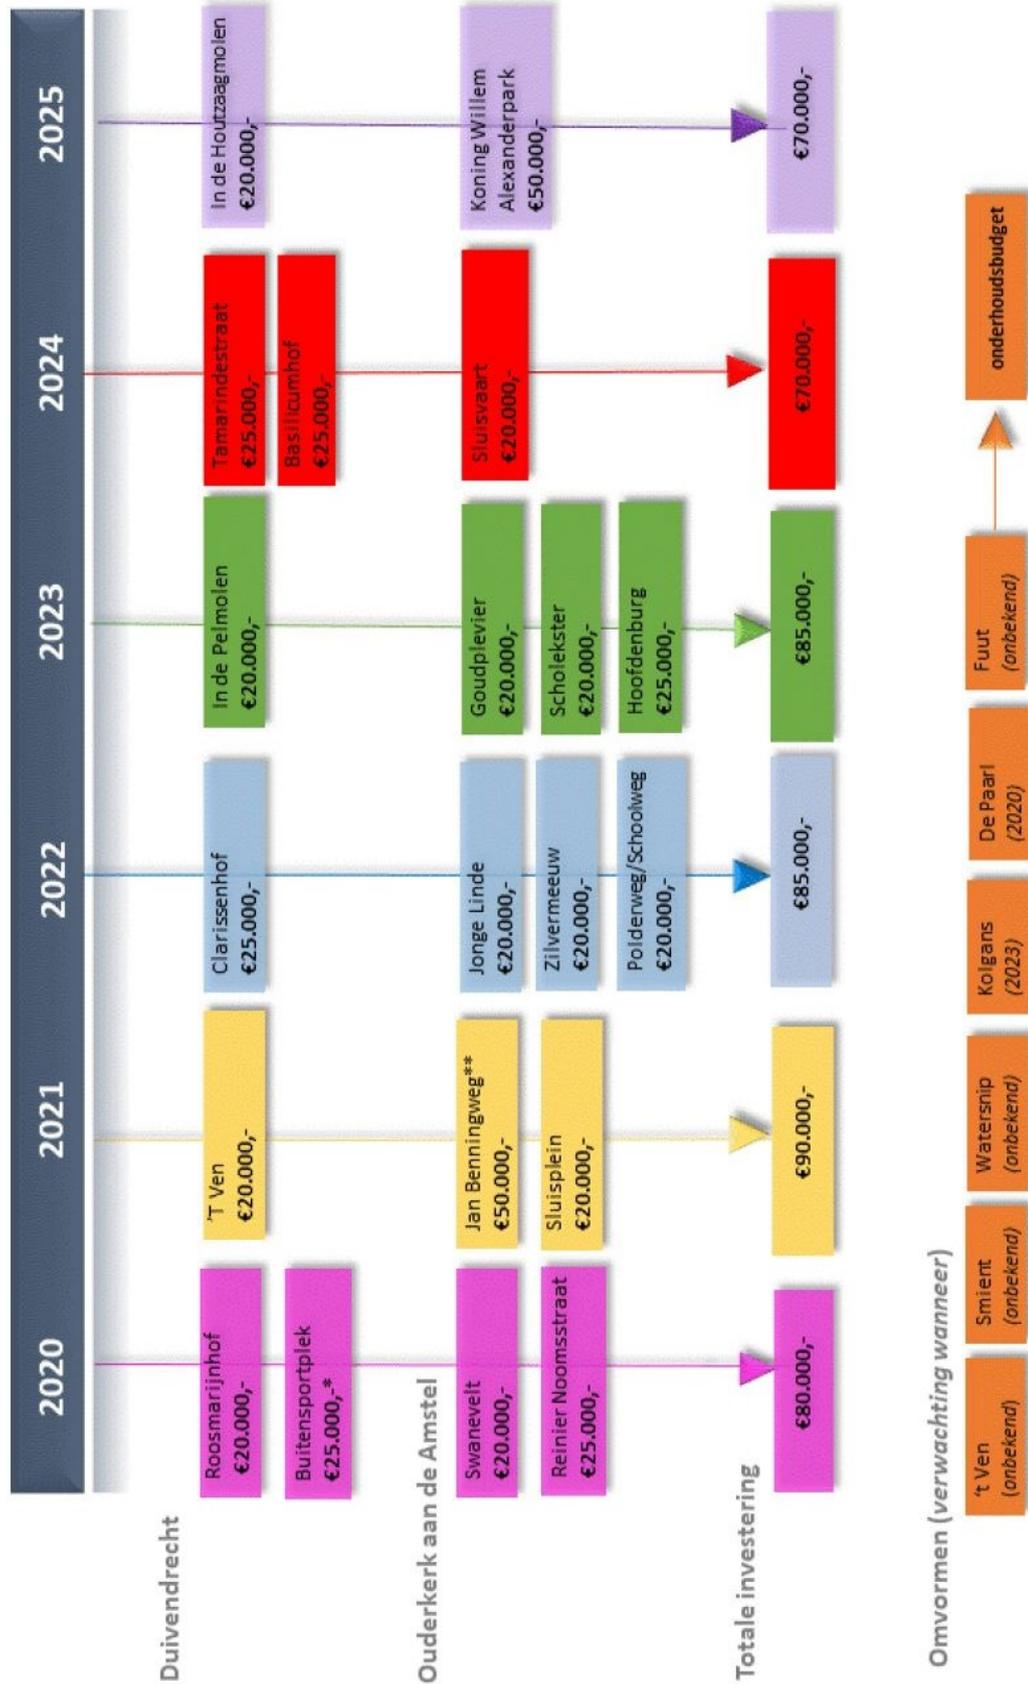 2020
2021
2022
2023
2024
2025
Duivendrecht
Roosmarijnhof
€20.000,-
Buitensportplek
€25.000,-*
'T Ven
€20.000,-
Clarissenhof
€25.000,-
In de Pelmolen
€20.000,-
Tamarindestraat
€25.000,-
Basilicumhof
€25.000,-
In de Houtzaagmolen
€20.000,-
Ouderkerk aan de Amstel
Swanevelt
€20.000,-
Reinier Noomsstraat
€25.000,-
Jan Benningweg**
€50.000,-
Sluisplein
€20.000,-
Jonge Linde
€20.000,-
Zilvermeeuw
€20.000,-
Polderweg/Schoolweg
€20.000,-
Goudplevier
€20.000,-
Scholekster
€20.000,-
Hoofdenburg
€25.000,-
Sluisvaart
€20.000,-
Koning Willem
Alexanderpark
€50.000,-
Totale investering
€80.000,-
€90.000,-
€85.000,-
€85.000,-
€70.000,-
€70.000,-
Omvormen (verwachting wanneer)
't Ven
(onbekend)
Smient
(onbekend)
Watersnip
(onbekend)
Kolgans
(2023)
De Paarl
(2020)
Fuut
(onbekend)
onderhoudsbudget